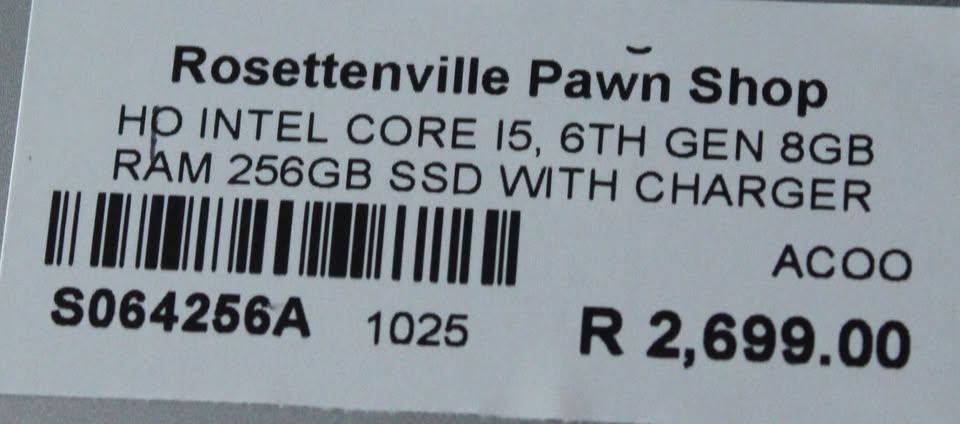 Rosettenville Pawn Shop
HP INTEL CORE I5, 6TH GEN 8GB
RAM 256GB SSD WITH CHARGER
ACOO
S064256A 1025 R 2,699.00